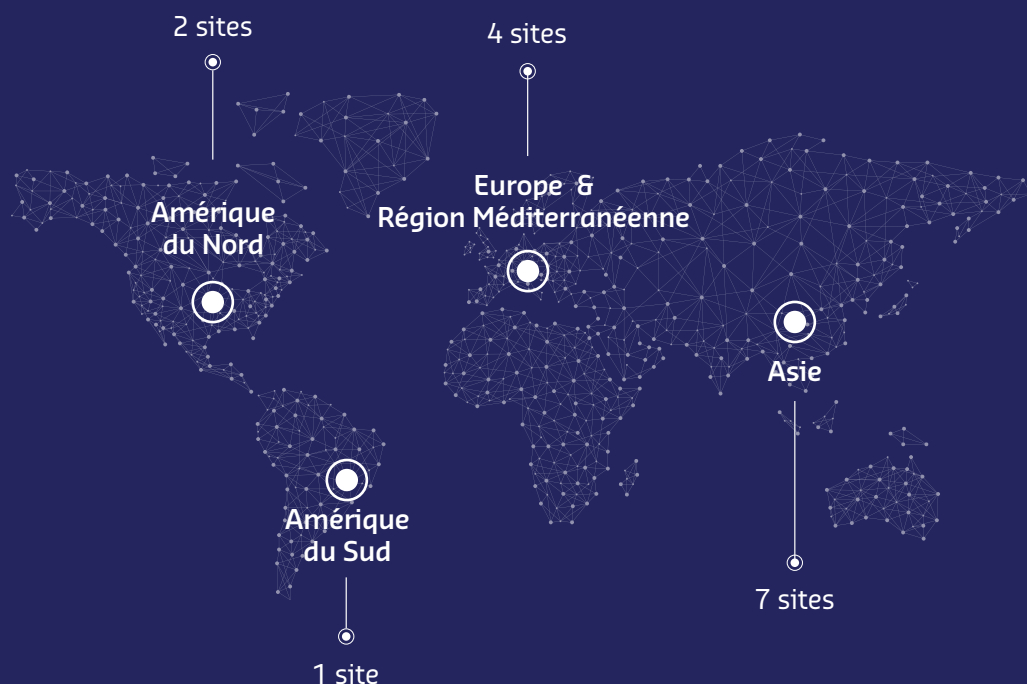 2 sites
4 sites
Amérique
du Nord
Europe &
Région Méditerranéenne
Asie
Amérique
du Sud
7 sites
1 site